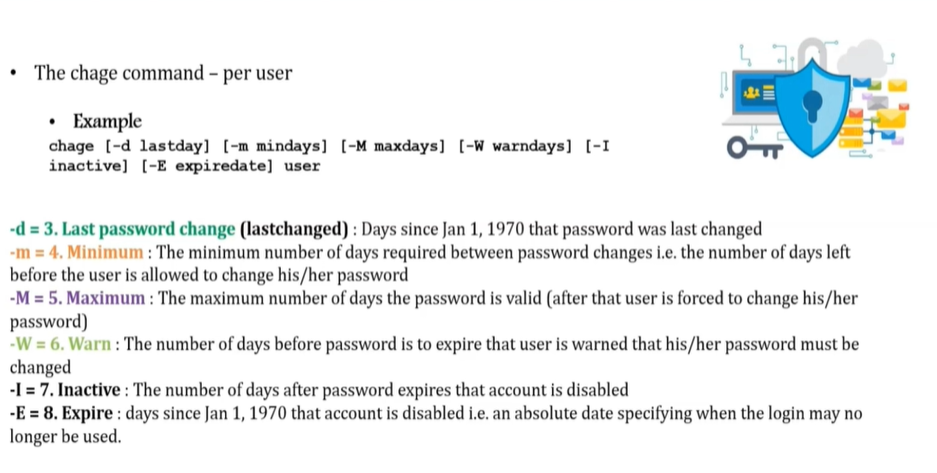 • The chage command – per user
• Example
chage [-d lastday] [-m mindays] [-M maxdays] [-W warndays] [-I
inactive] [-E expiredate] user
-d = 3. Last password change (lastchanged) : Days since Jan 1, 1970 that password was last changed
-m = 4. Minimum : The minimum number of days required between password changes i.e. the number of days left
before the user is allowed to change his/her password
-M = 5. Maximum : The maximum number of days the password is valid (after that user is forced to change his/her
password)
-W = 6. Warn : The number of days before password is to expire that user is warned that his/her password must be
changed
-I = 7. Inactive : The number of days after password expires that account is disabled
-E = 8. Expire : days since Jan 1, 1970 that account is disabled i.e. an absolute date specifying when the login may no
longer be used.